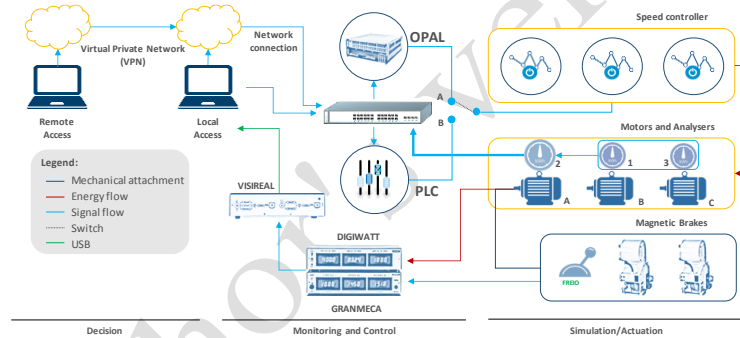 Speed controller
OPAL
Network
connection
Virtual Private Network
(VPN)
Remote
Access
Local
Access
A
B
Motors and Analysers
2
1
3
A
B
C
PLC
Legend:
Mechanical attachment
Energy flow
Signal flow
Switch
USB
VISIREAL
DIGIWATT
GRANMECA
Magnetic Brakes
FREIO
Decision
Monitoring and Control
Simulation/Actuation